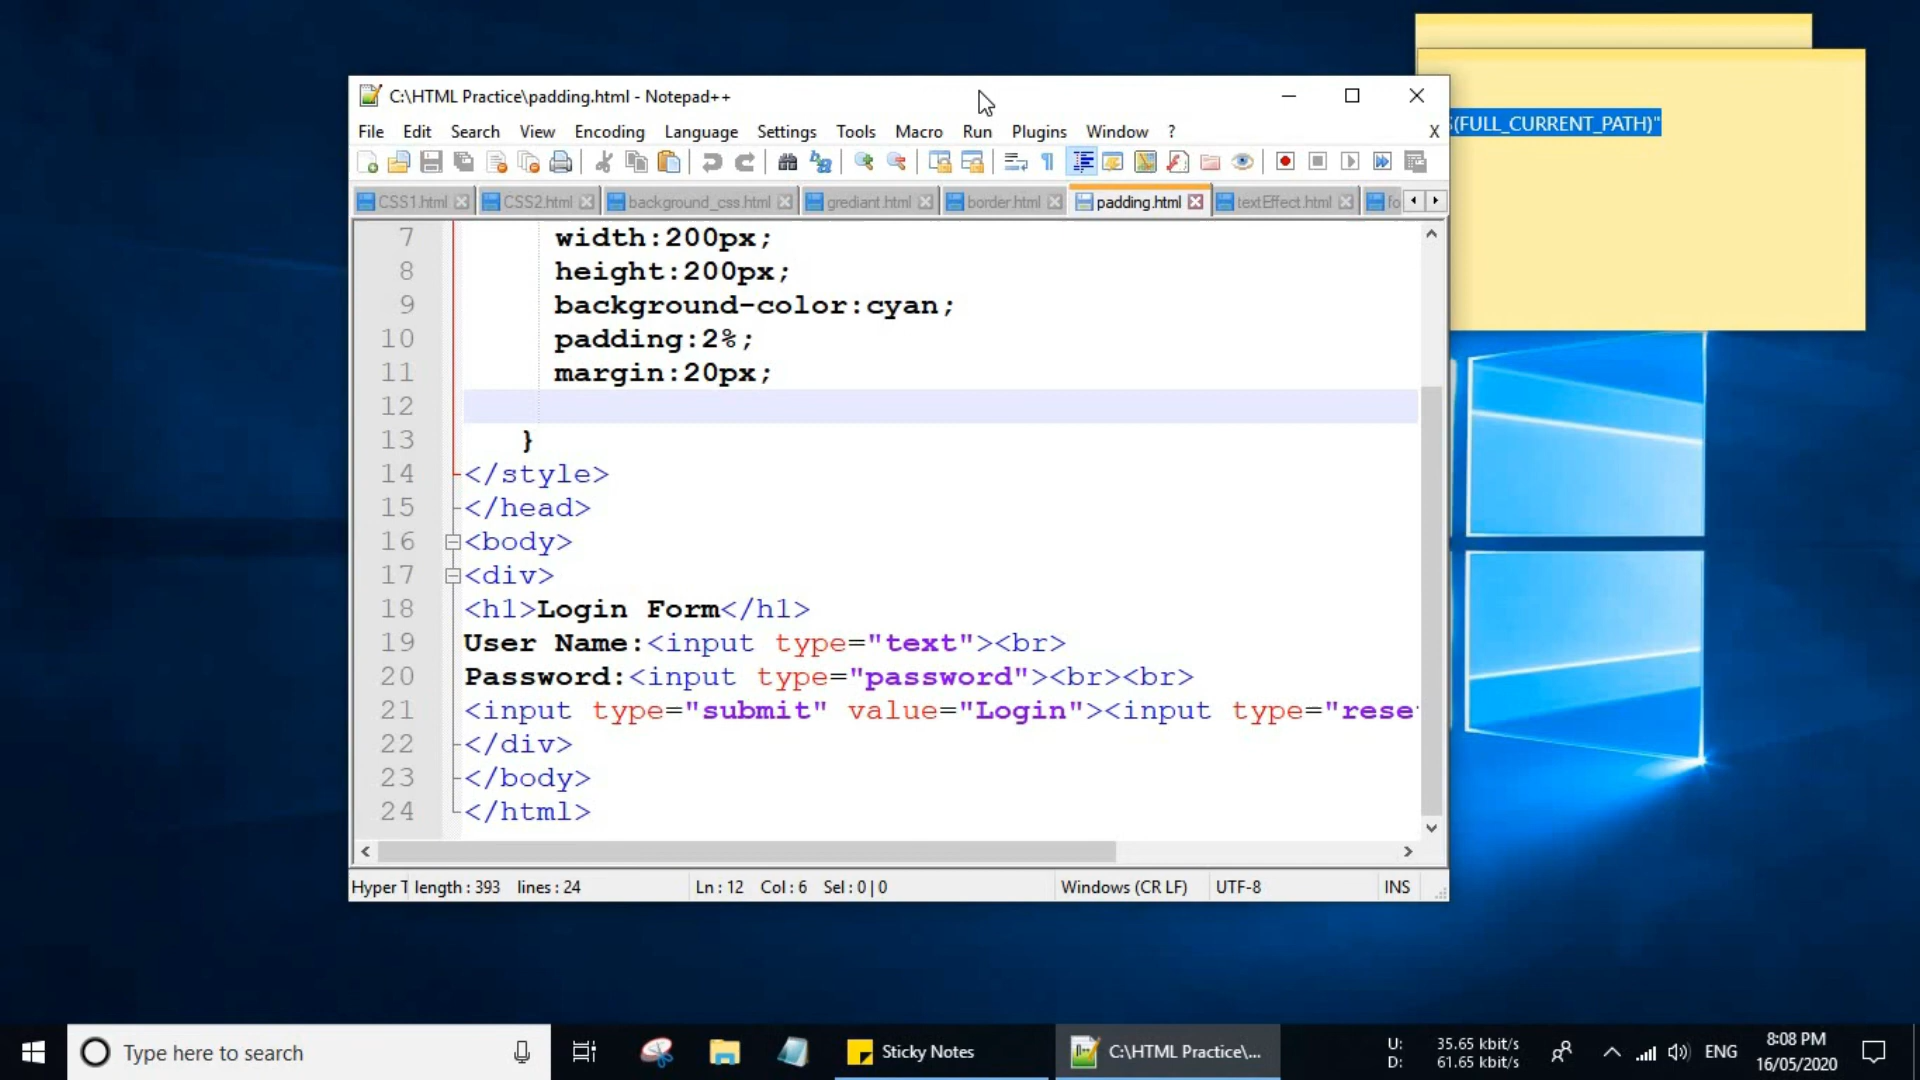 $(FULL_CURRENT_PATH)"
C:\HTML Practice\padding.html - Notepad++
File Edit Search View Encoding Language Settings Tools Macro Run Plugins Window ? X
CSS1.html CSS2.html background_css.html grediant.html border.html padding.html textEffect.html fo
7 width:200px;
8 height:200px;
9 background-color:cyan;
10 padding:2%;
11 margin:20px;
12
13 }
14 </style>
15 </head>
16 <body>
17 <div>
18 <h1>Login Form</h1>
19 User Name:<input type="text"><br>
20 Password:<input type="password"><br><br>
21 <input type="submit" value="Login"><input type="rese
22 </div>
23 </body>
24 </html>
Hyper T length : 393 lines : 24 Ln : 12 Col : 6 Sel : 0 | 0 Windows (CR LF) UTF-8 INS
Type here to search Sticky Notes C:\HTML Practice\... U: 35.65 kbit/s ENG 8:08 PM
D: 61.65 kbit/s 16/05/2020